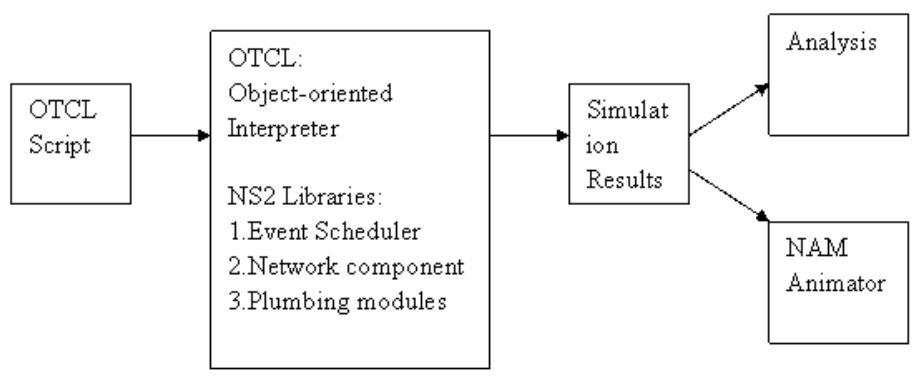 OTCL
Script
OTCL:
Object-oriented
Interpreter
NS2 Libraries:
1.Event Scheduler
2.Network component
3.Plumbing modules
Simulat
ion
Results
Analysis
NAM
Animator